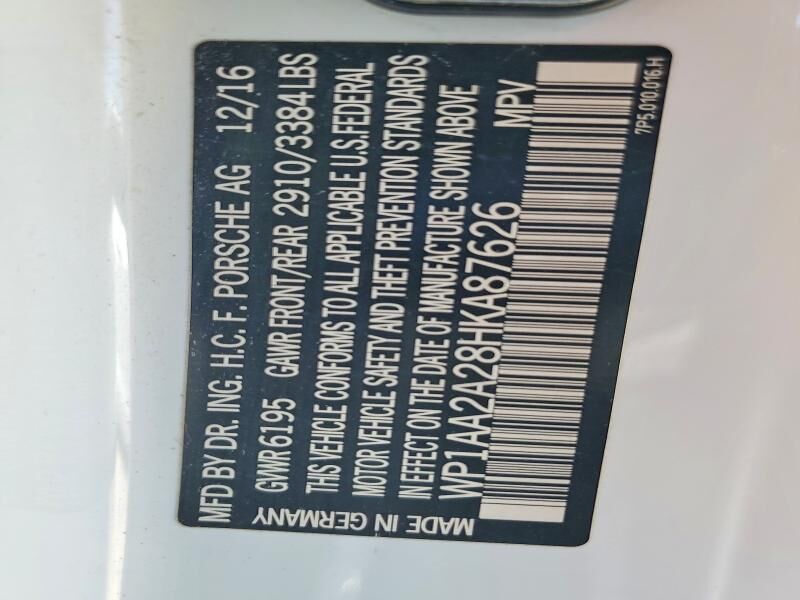 MFD BY DR. ING. H.C. F. PORSCHE AG 12/16
GVWR 6195 GAWR FRONT/REAR 2910/3384 LBS
THIS VEHICLE CONFORMS TO ALL APPLICABLE U.S.FEDERAL
MOTOR VEHICLE SAFETY AND THEFT PREVENTION STANDARDS
IN EFFECT ON THE DATE OF MANUFACTURE SHOWN ABOVE
WP1AA2A28HKA87626 MPV
MADE IN GERMANY
7P5.010.016.H